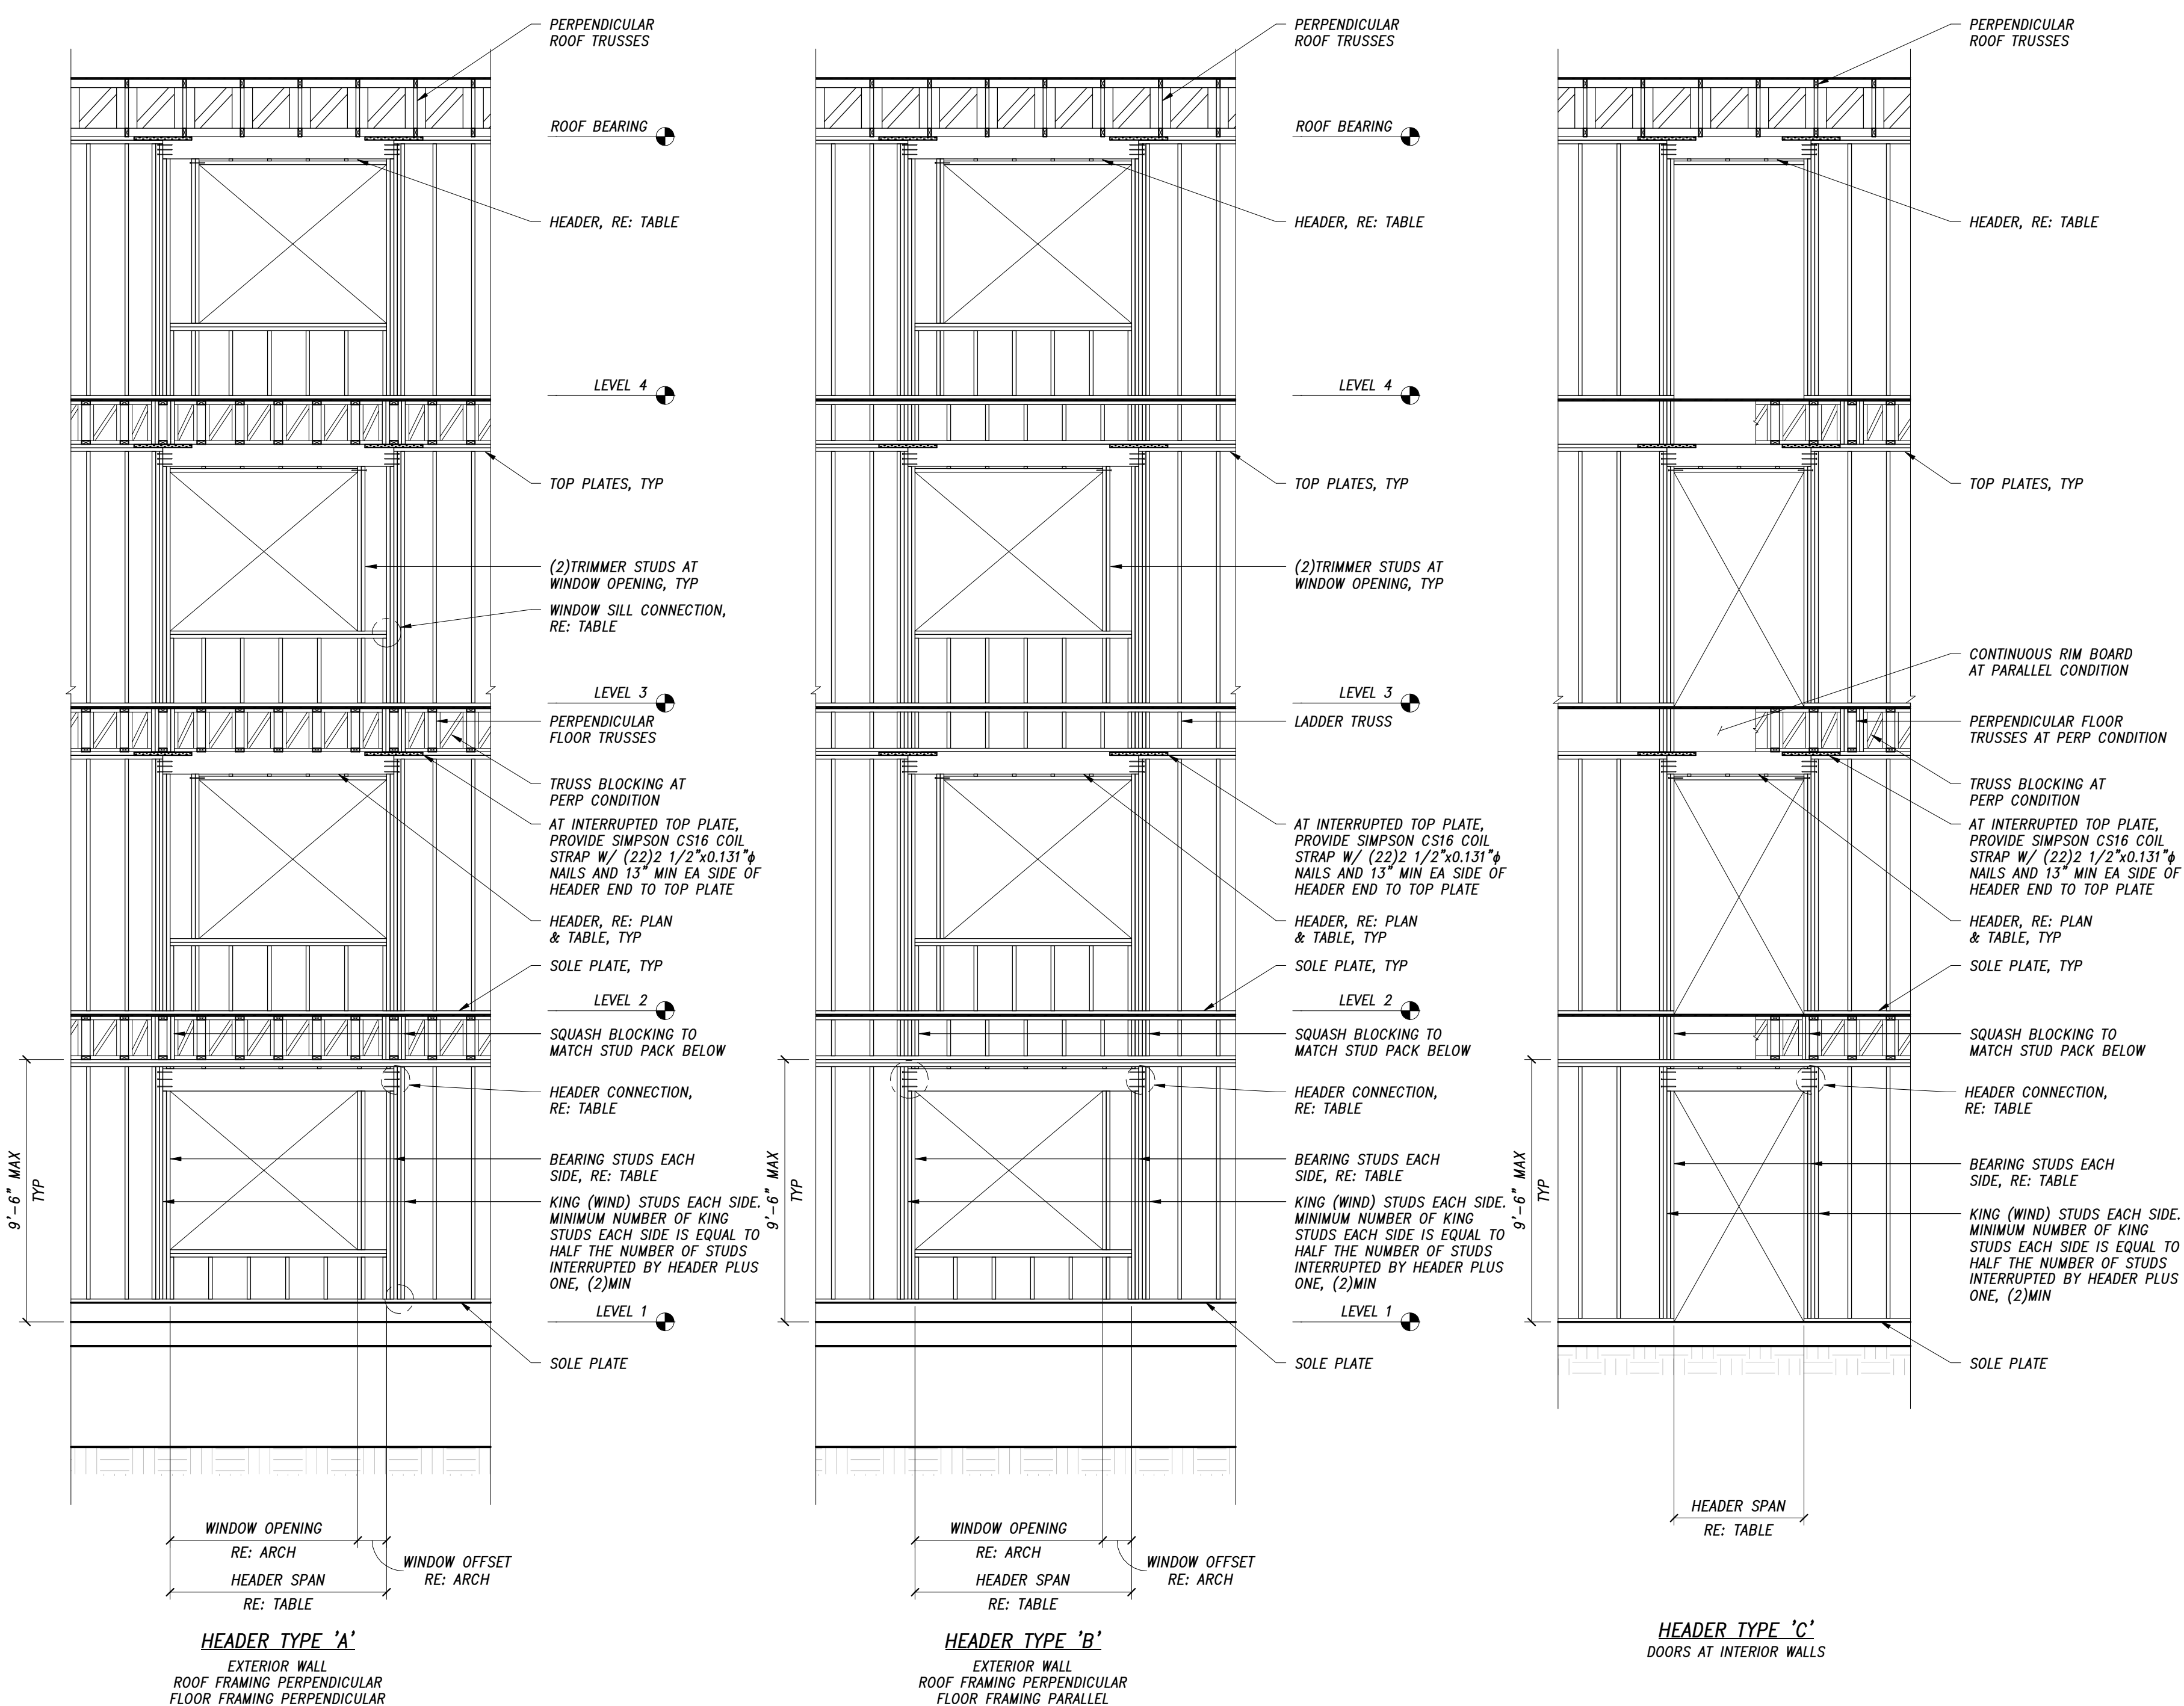 PERPENDICULAR
ROOF TRUSSES
ROOF BEARING
HEADER, RE: TABLE
LEVEL 4
TOP PLATES, TYP
(2)TRIMMER STUDS AT
WINDOW OPENING, TYP
WINDOW SILL CONNECTION,
RE: TABLE
LEVEL 3
PERPENDICULAR
FLOOR TRUSSES
TRUSS BLOCKING AT
PERP CONDITION
AT INTERRUPTED TOP PLATE,
PROVIDE SIMPSON CS16 COIL
STRAP W/ (22)2 1/2"x0.131"ϕ
NAILS AND 13" MIN EA SIDE OF
HEADER END TO TOP PLATE
HEADER, RE: PLAN
& TABLE, TYP
SOLE PLATE, TYP
LEVEL 2
SQUASH BLOCKING TO
MATCH STUD PACK BELOW
HEADER CONNECTION,
RE: TABLE
BEARING STUDS EACH
SIDE, RE: TABLE
KING (WIND) STUDS EACH SIDE.
MINIMUM NUMBER OF KING
STUDS EACH SIDE IS EQUAL TO
HALF THE NUMBER OF STUDS
INTERRUPTED BY HEADER PLUS
ONE, (2)MIN
9'-6" MAX
TYP
LEVEL 1
SOLE PLATE
WINDOW OPENING
RE: ARCH
WINDOW OFFSET
RE: ARCH
HEADER SPAN
RE: TABLE
HEADER TYPE 'A'
EXTERIOR WALL
ROOF FRAMING PERPENDICULAR
FLOOR FRAMING PERPENDICULAR
PERPENDICULAR
ROOF TRUSSES
ROOF BEARING
HEADER, RE: TABLE
LEVEL 4
TOP PLATES, TYP
(2)TRIMMER STUDS AT
WINDOW OPENING, TYP
LEVEL 3
LADDER TRUSS
AT INTERRUPTED TOP PLATE,
PROVIDE SIMPSON CS16 COIL
STRAP W/ (22)2 1/2"x0.131"ϕ
NAILS AND 13" MIN EA SIDE OF
HEADER END TO TOP PLATE
HEADER, RE: PLAN
& TABLE, TYP
SOLE PLATE, TYP
LEVEL 2
SQUASH BLOCKING TO
MATCH STUD PACK BELOW
HEADER CONNECTION,
RE: TABLE
BEARING STUDS EACH
SIDE, RE: TABLE
KING (WIND) STUDS EACH SIDE.
MINIMUM NUMBER OF KING
STUDS EACH SIDE IS EQUAL TO
HALF THE NUMBER OF STUDS
INTERRUPTED BY HEADER PLUS
ONE, (2)MIN
9'-6" MAX
TYP
LEVEL 1
SOLE PLATE
WINDOW OPENING
RE: ARCH
WINDOW OFFSET
RE: ARCH
HEADER SPAN
RE: TABLE
HEADER TYPE 'B'
EXTERIOR WALL
ROOF FRAMING PERPENDICULAR
FLOOR FRAMING PARALLEL
PERPENDICULAR
ROOF TRUSSES
HEADER, RE: TABLE
TOP PLATES, TYP
CONTINUOUS RIM BOARD
AT PARALLEL CONDITION
PERPENDICULAR FLOOR
TRUSSES AT PERP CONDITION
TRUSS BLOCKING AT
PERP CONDITION
AT INTERRUPTED TOP PLATE,
PROVIDE SIMPSON CS16 COIL
STRAP W/ (22)2 1/2"x0.131"ϕ
NAILS AND 13" MIN EA SIDE OF
HEADER END TO TOP PLATE
HEADER, RE: PLAN
& TABLE, TYP
SOLE PLATE, TYP
SQUASH BLOCKING TO
MATCH STUD PACK BELOW
HEADER CONNECTION,
RE: TABLE
BEARING STUDS EACH
SIDE, RE: TABLE
KING (WIND) STUDS EACH SIDE.
MINIMUM NUMBER OF KING
STUDS EACH SIDE IS EQUAL TO
HALF THE NUMBER OF STUDS
INTERRUPTED BY HEADER PLUS
ONE, (2)MIN
9'-6" MAX
TYP
SOLE PLATE
HEADER SPAN
RE: TABLE
HEADER TYPE 'C'
DOORS AT INTERIOR WALLS